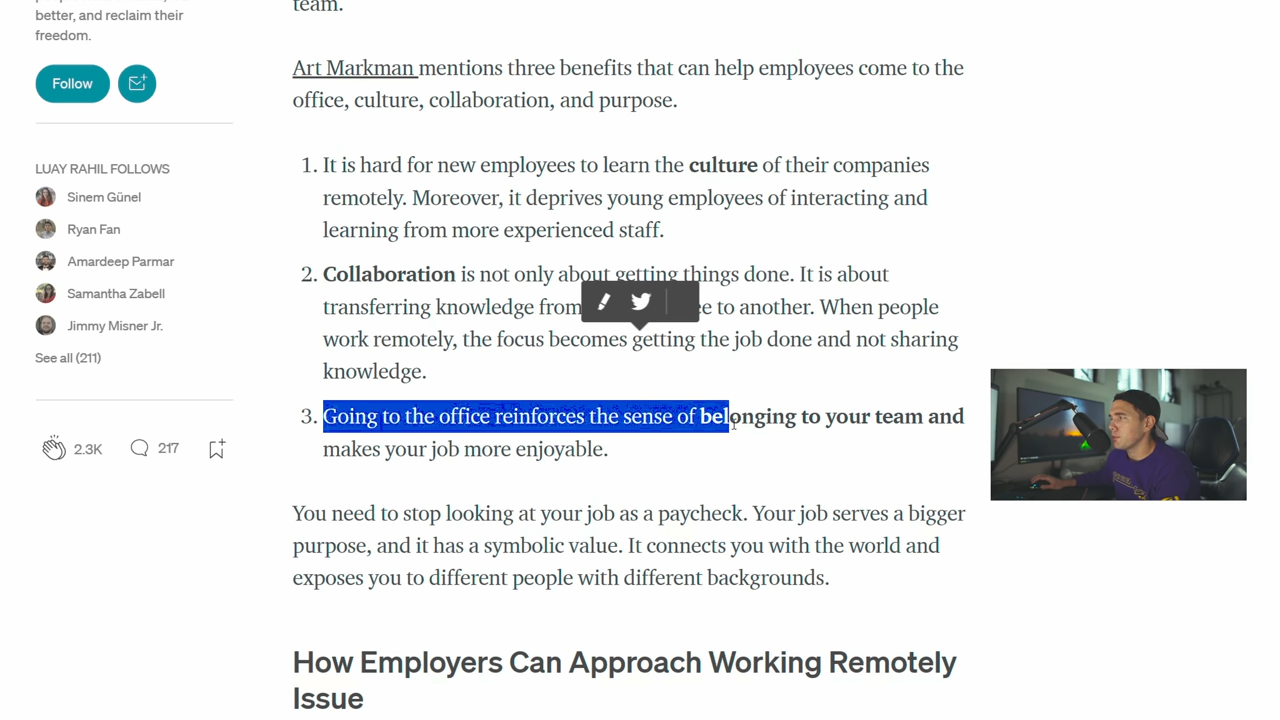 better, and reclaim their
freedom.
Follow
LUAY RAHIL FOLLOWS
Sinem Günel
Ryan Fan
Amardeep Parmar
Samantha Zabell
Jimmy Misner Jr.
See all (211)
2.3K
217
team.
Art Markman mentions three benefits that can help employees come to the
office, culture, collaboration, and purpose.
1. It is hard for new employees to learn the culture of their companies
remotely. Moreover, it deprives young employees of interacting and
learning from more experienced staff.
2. Collaboration is not only about getting things done. It is about
transferring knowledge from to another. When people
work remotely, the focus becomes getting the job done and not sharing
knowledge.
3. Going to the office reinforces the sense of belonging to your team and
makes your job more enjoyable.
You need to stop looking at your job as a paycheck. Your job serves a bigger
purpose, and it has a symbolic value. It connects you with the world and
exposes you to different people with different backgrounds.
How Employers Can Approach Working Remotely
Issue